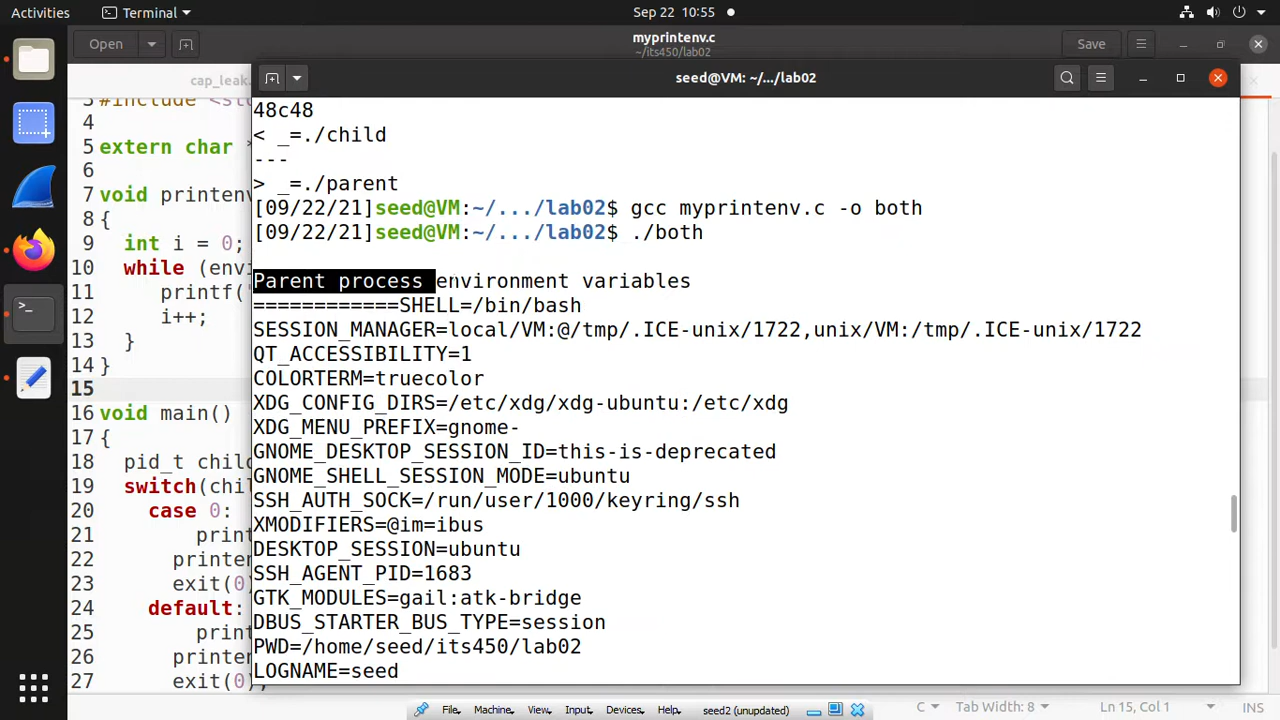 Activities
Terminal
Sep 22 10:55
Open
myprintenv.c
~/its450/lab02
Save
cap_leak.
seed@VM: ~/.../lab02
3 #include <st
4
5 extern char *
6
7 void printe
8 {
9 int i = 0;
10 while (envi
11 printf("
12 i++;
13 }
14 }
15
16 void main()
17 {
18 pid_t child
19 switch(chil
20 case 0:
21 print
22 printen
23 exit(0)
24 default:
25 print
26 printen
27 exit(0);
48c48
< _=./child
---
> _=./parent
[09/22/21]seed@VM:~/.../lab02$ gcc myprintenv.c -o both
[09/22/21]seed@VM:~/.../lab02$ ./both
Parent process environment variables
============SHELL=/bin/bash
SESSION_MANAGER=local/VM:@/tmp/.ICE-unix/1722,unix/VM:/tmp/.ICE-unix/1722
QT_ACCESSIBILITY=1
COLORTERM=truecolor
XDG_CONFIG_DIRS=/etc/xdg/xdg-ubuntu:/etc/xdg
XDG_MENU_PREFIX=gnome-
GNOME_DESKTOP_SESSION_ID=this-is-deprecated
GNOME_SHELL_SESSION_MODE=ubuntu
SSH_AUTH_SOCK=/run/user/1000/keyring/ssh
XMODIFIERS=@im=ibus
DESKTOP_SESSION=ubuntu
SSH_AGENT_PID=1683
GTK_MODULES=gail:atk-bridge
DBUS_STARTER_BUS_TYPE=session
PWD=/home/seed/its450/lab02
LOGNAME=seed
File, Machine, View, Input, Devices, Help, seed2 (unupdated)
C
Tab Width: 8
Ln 15, Col 1
INS